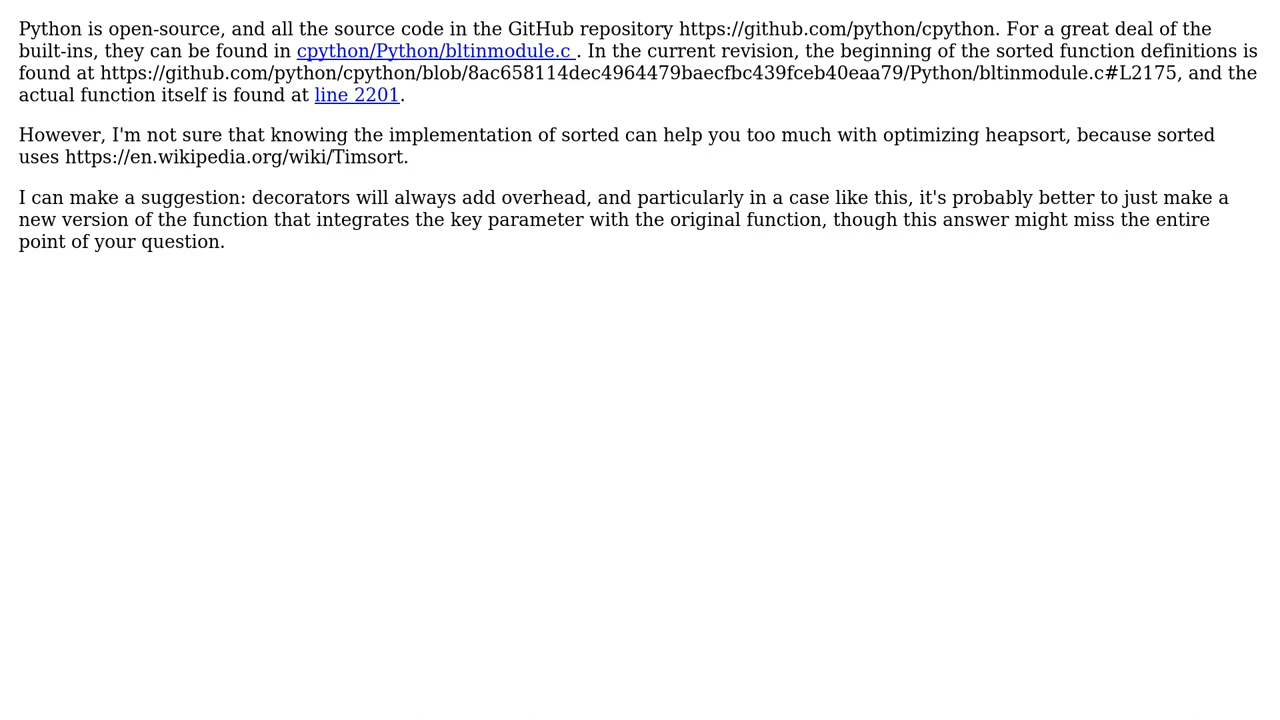 Python is open-source, and all the source code in the GitHub repository https://github.com/python/cpython. For a great deal of the
built-ins, they can be found in cpython/Python/bltinmodule.c . In the current revision, the beginning of the sorted function definitions is
found at https://github.com/python/cpython/blob/8ac658114dec4964479baecfbc439fceb40eaa79/Python/bltinmodule.c#L2175, and the
actual function itself is found at line 2201.
However, I'm not sure that knowing the implementation of sorted can help you too much with optimizing heapsort, because sorted
uses https://en.wikipedia.org/wiki/Timsort.
I can make a suggestion: decorators will always add overhead, and particularly in a case like this, it's probably better to just make a
new version of the function that integrates the key parameter with the original function, though this answer might miss the entire
point of your question.